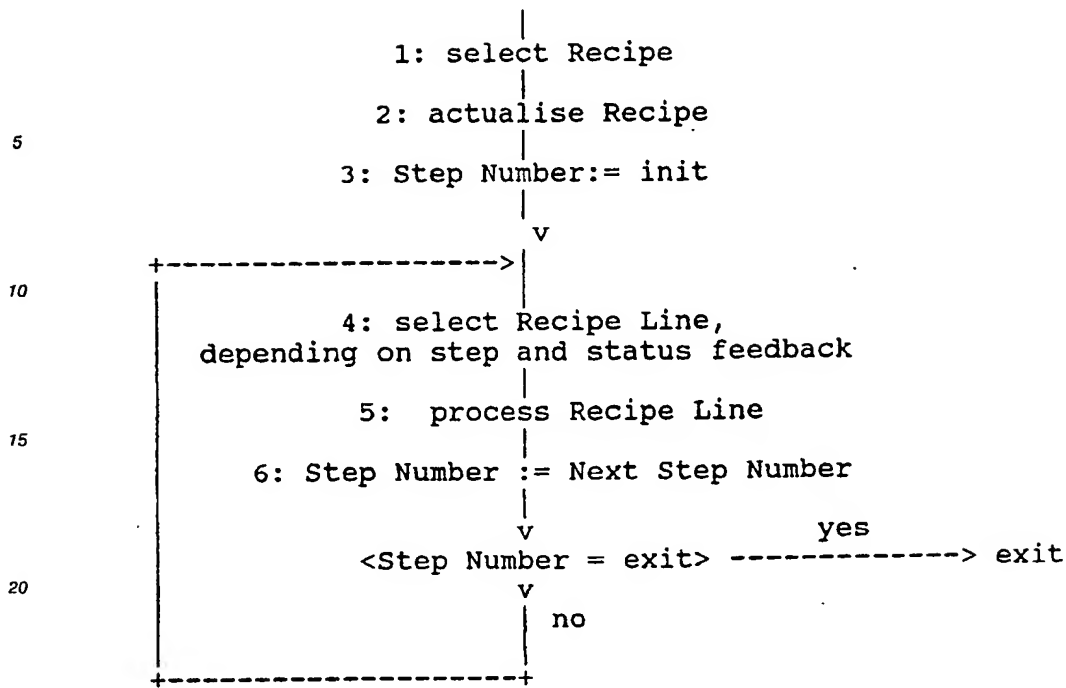 1: select Recipe
2: actualise Recipe
5
3: Step Number:= init
v
+-------------------->
10
4: select Recipe Line,
depending on step and status feedback
5: process Recipe Line
15
6: Step Number := Next Step Number
v yes
<Step Number = exit> --------------> exit
20
v
no
+----------------------+